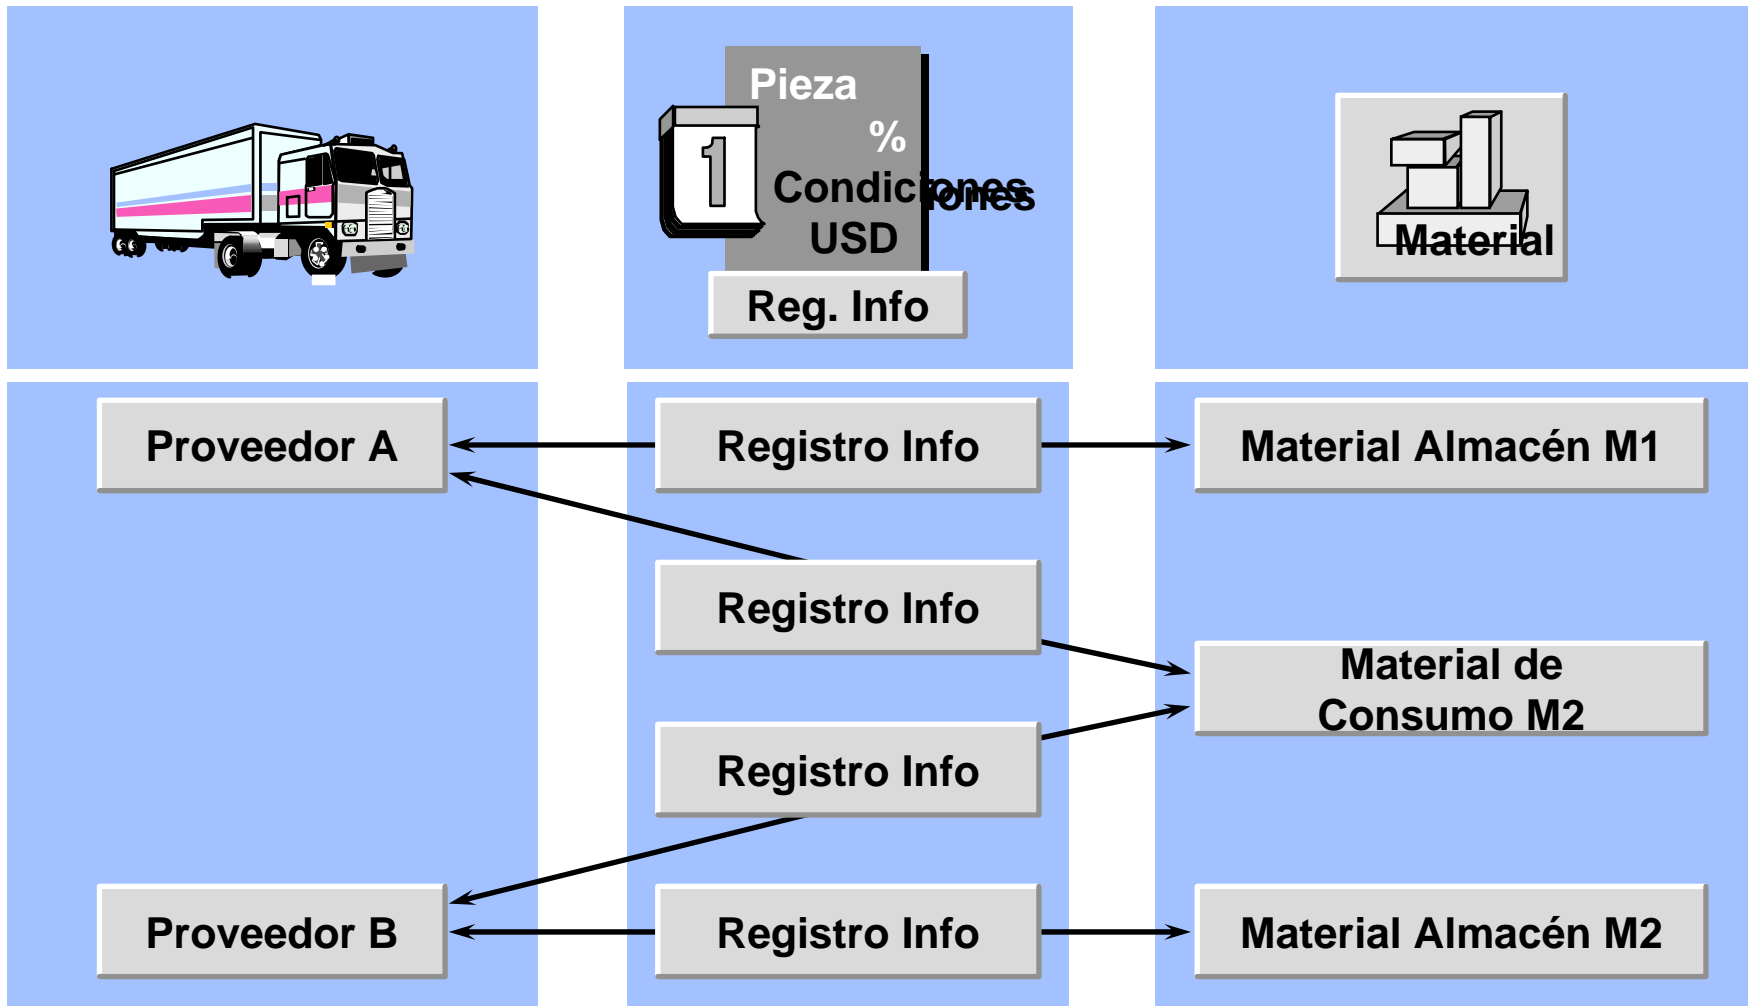 Pieza
%
1
Condiciones
USD
Reg. Info
Material
Proveedor A
Registro Info
Material Almacén M1
Registro Info
Material de
Consumo M2
Registro Info
Proveedor B
Registro Info
Material Almacén M2